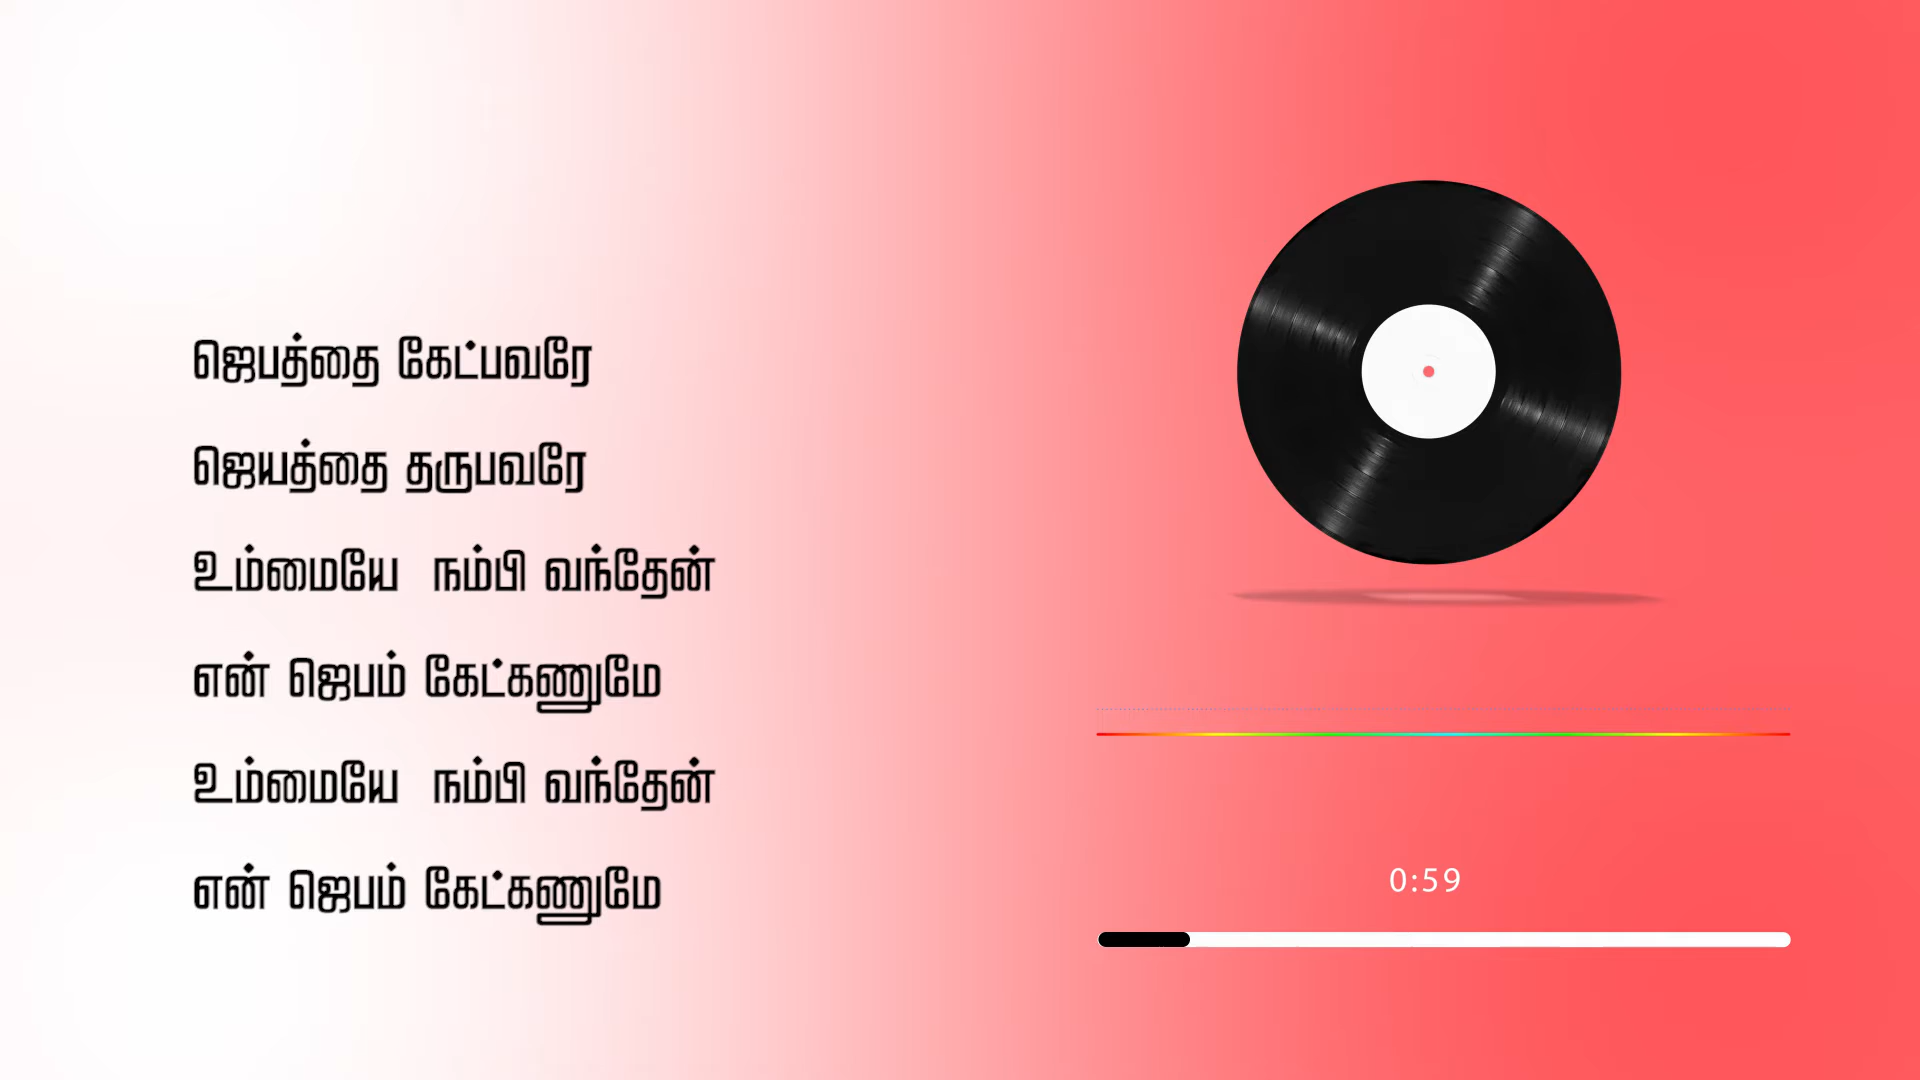 ஜெபத்தை கேட்பவரே
ஜெயத்தை தருபவரே
உம்மையே நம்பி வந்தேன்
என் ஜெபம் கேட்கணுமே
உம்மையே நம்பி வந்தேன்
என் ஜெபம் கேட்கணுமே
0:59